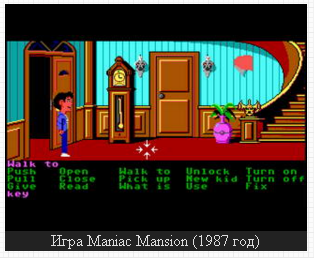 Walk to
Push Open Walk to Unlock Turn on
Pull Close Pick up New kid Turn off
Give Read What is Use Fix
key
Игра Maniac Mansion (1987 год)